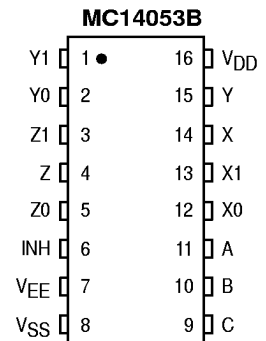 MC14053B
Y1 1 16 VDD
Y0 2 15 Y
Z1 3 14 X
Z 4 13 X1
Z0 5 12 X0
INH 6 11 A
VEE 7 10 B
VSS 8 9 C